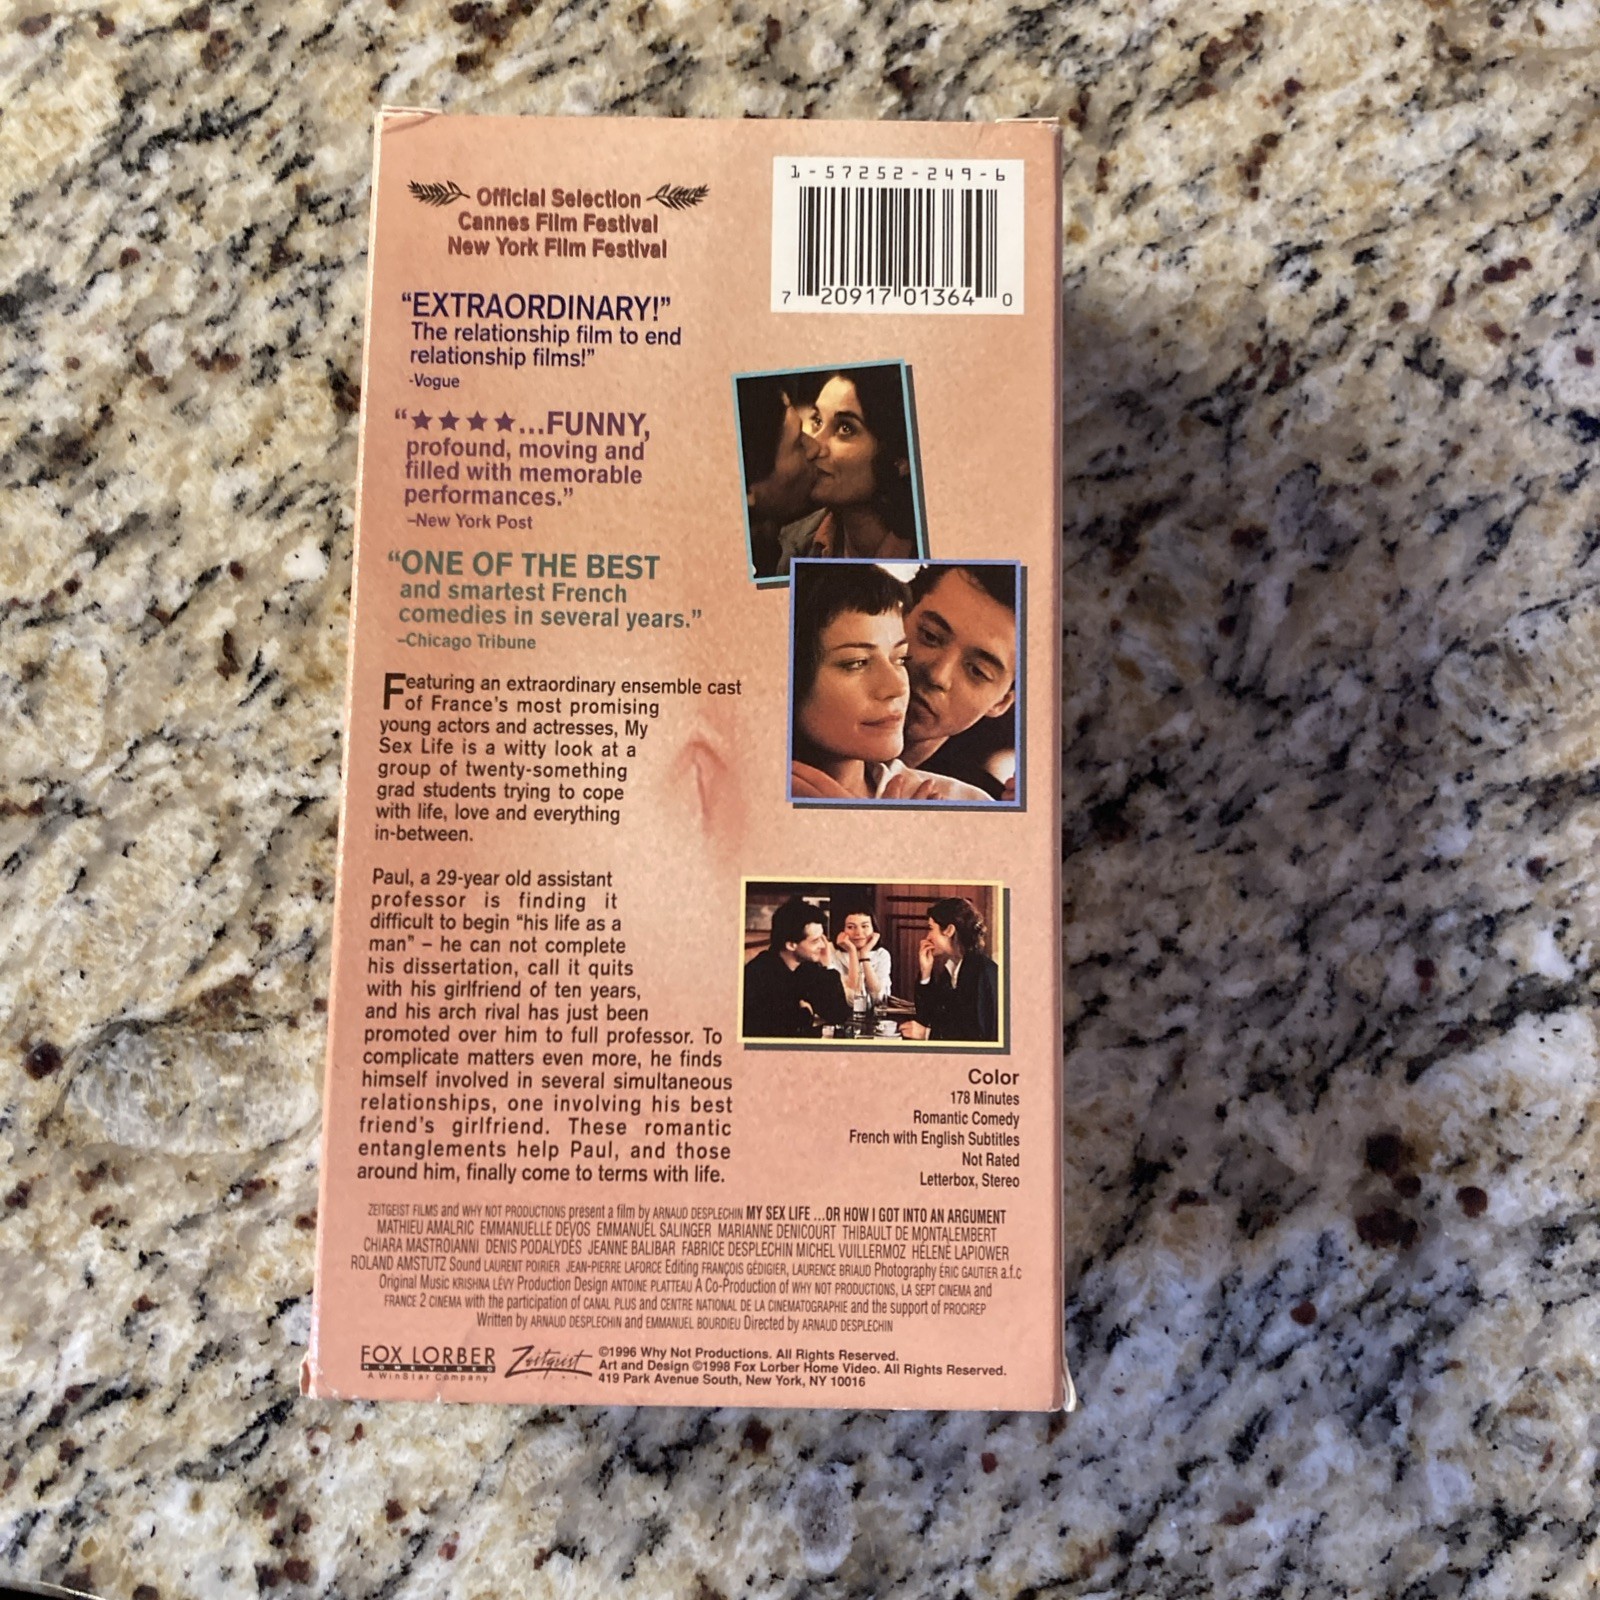 Official Selection
Cannes Film Festival
New York Film Festival
1-57252-249-6
7 20917 01364 0
“EXTRAORDINARY!”
The relationship film to end
relationship films!”
-Vogue
“★★★★...FUNNY,
profound, moving and
filled with memorable
performances.”
–New York Post
“ONE OF THE BEST
and smartest French
comedies in several years.”
–Chicago Tribune
Featuring an extraordinary ensemble cast
of France's most promising
young actors and actresses, My
Sex Life is a witty look at a
group of twenty-something
grad students trying to cope
with life, love and everything
in-between.
Paul, a 29-year old assistant
professor is finding it
difficult to begin “his life as a
man” – he can not complete
his dissertation, call it quits
with his girlfriend of ten years,
and his arch rival has just been
promoted over him to full professor. To
complicate matters even more, he finds
himself involved in several simultaneous
relationships, one involving his best
friend's girlfriend. These romantic
entanglements help Paul, and those
around him, finally come to terms with life.
Color
178 Minutes
Romantic Comedy
French with English Subtitles
Not Rated
Letterbox, Stereo
ZEITGEIST FILMS and WHY NOT PRODUCTIONS present a film by ARNAUD DESPLECHIN MY SEX LIFE ...OR HOW I GOT INTO AN ARGUMENT
MATHIEU AMALRIC EMMANUELLE DEVOS EMMANUEL SALINGER MARIANNE DENICOURT THIBAULT DE MONTALEMBERT
CHIARA MASTROIANNI DENIS PODALYDÈS JEANNE BALIBAR FABRICE DESPLECHIN MICHEL VUILLERMOZ HÉLÈNE LAPIOWER
ROLAND AMSTUTZ Sound LAURENT POIRIER JEAN-PIERRE LAFORCE Editing FRANÇOIS GÉDIGIER, LAURENCE BRIAUD Photography ÉRIC GAUTIER a.f.c
Original Music KRISHNA LÉVY Production Design ANTOINE PLATTEAU A Co-Production of WHY NOT PRODUCTIONS, LA SEPT CINEMA and
FRANCE 2 CINEMA with the participation of CANAL PLUS and CENTRE NATIONAL DE LA CINEMATOGRAPHIE and the support of PROCIREP
Written by ARNAUD DESPLECHIN and EMMANUEL BOURDIEU Directed by ARNAUD DESPLECHIN
FOX LORBER
HOME VIDEO
A WinStar Company
Zeitgeist
©1996 Why Not Productions. All Rights Reserved.
Art and Design ©1998 Fox Lorber Home Video. All Rights Reserved.
419 Park Avenue South, New York, NY 10016